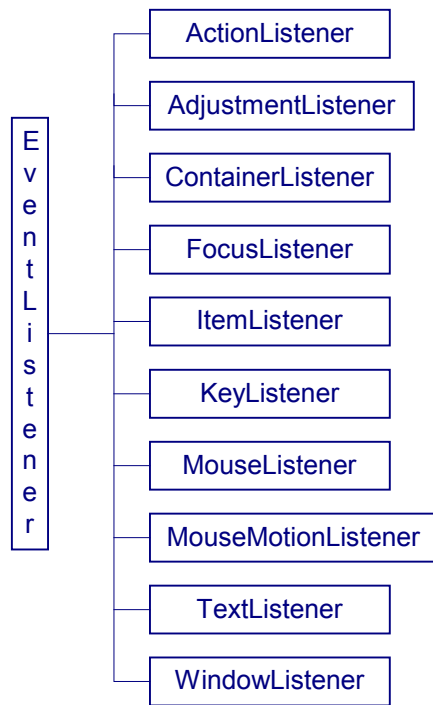 EventListener
ActionListener
AdjustmentListener
ContainerListener
FocusListener
ItemListener
KeyListener
MouseListener
MouseMotionListener
TextListener
WindowListener